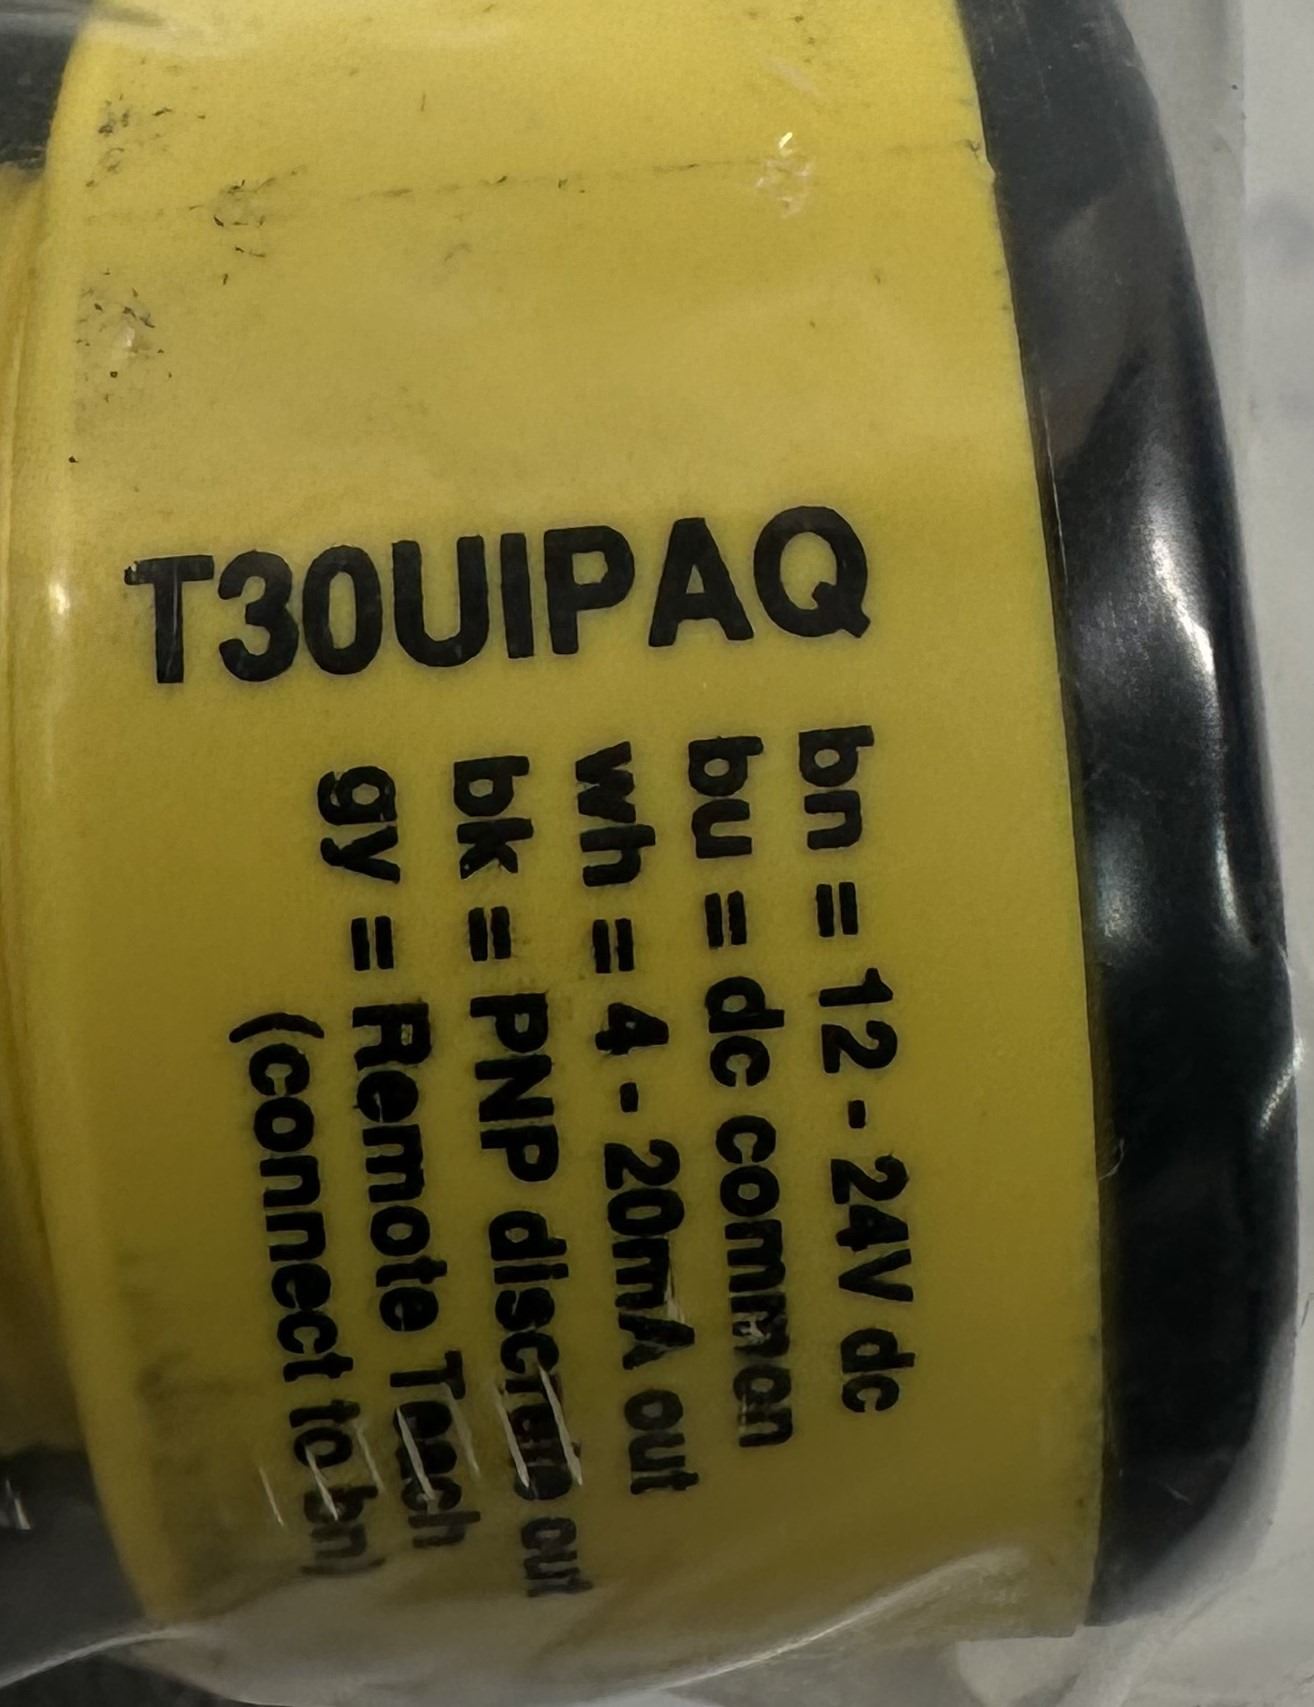 T30UIPAQ
bn = 12 - 24V dc
bu = dc common
wh = 4 - 20mA out
bk = PNP discrete out
gy = Remote Teach
(connect to bn)